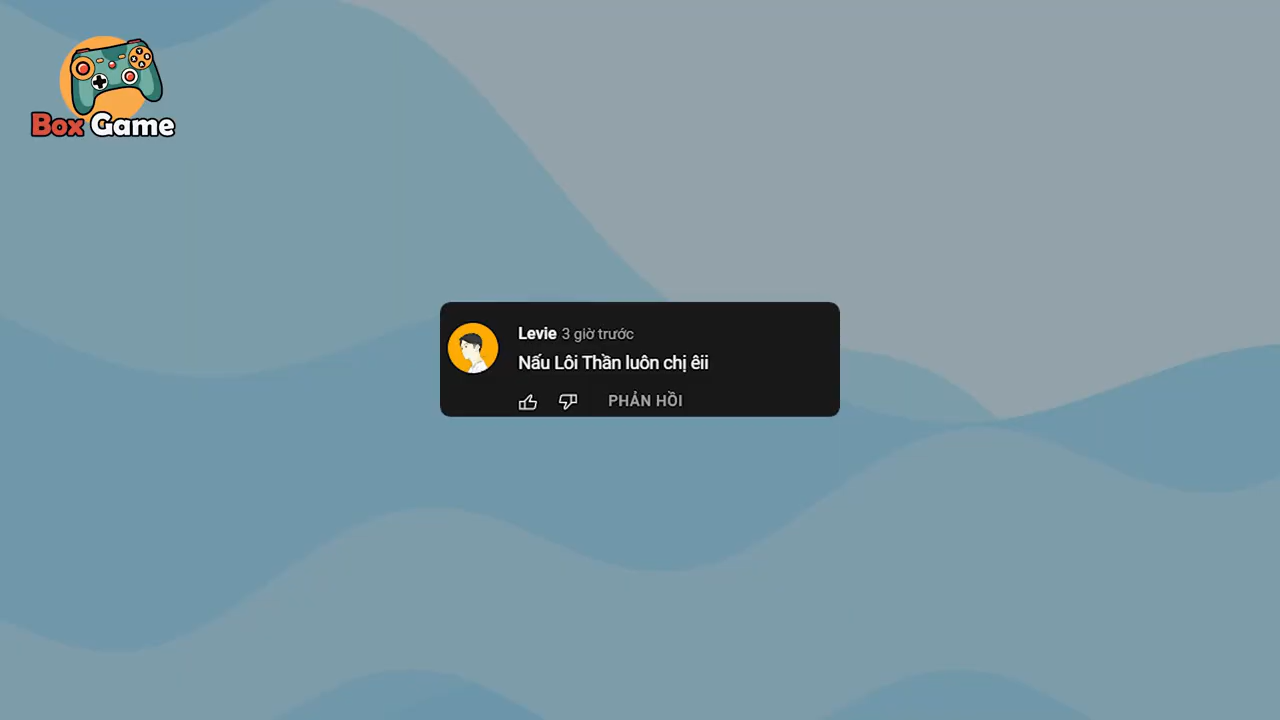 Box Game
Levie 3 giờ trước
Nấu Lôi Thần luôn chị êii
PHẢN HỒI